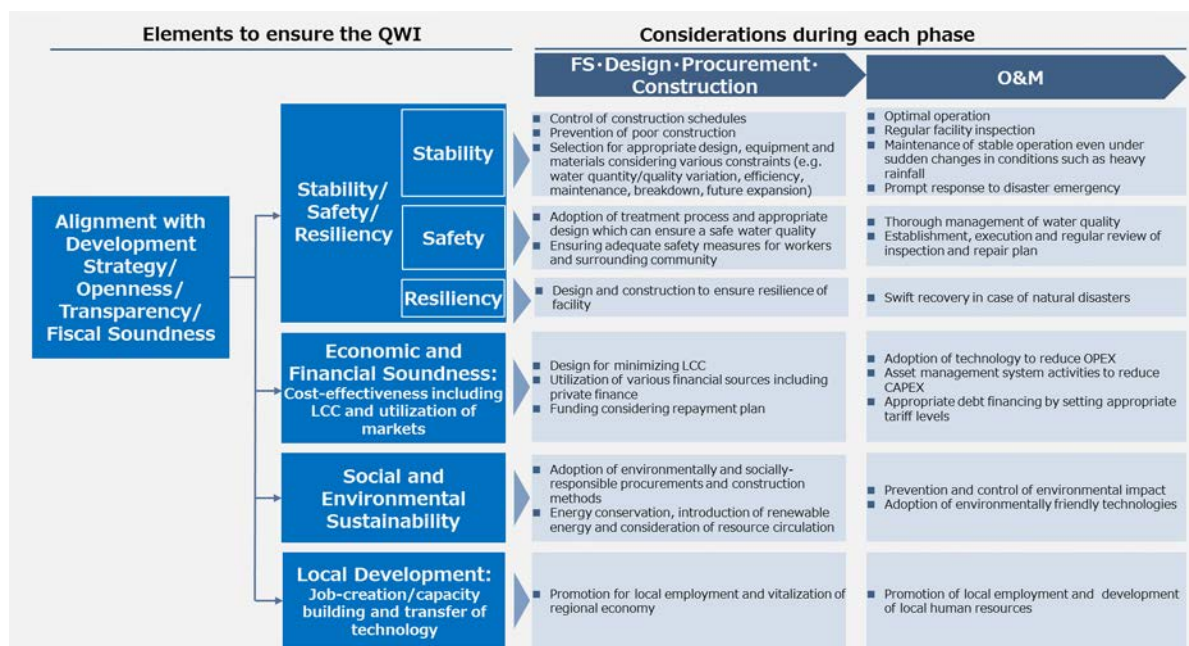 Elements to ensure the QWI
Considerations during each phase
FS・Design・Procurement・
Construction
O&M
Alignment with
Development
Strategy/
Openness/
Transparency/
Fiscal Soundness
Stability/
Safety/
Resiliency
Stability
■ Control of construction schedules
■ Prevention of poor construction
■ Selection for appropriate design, equipment and
materials considering various constraints (e.g.
water quantity/quality variation, efficiency,
maintenance, breakdown, future expansion)
■ Optimal operation
■ Regular facility inspection
■ Maintenance of stable operation even under
sudden changes in conditions such as heavy
rainfall
■ Prompt response to disaster emergency
Safety
■ Adoption of treatment process and appropriate
design which can ensure a safe water quality
■ Ensuring adequate safety measures for workers
and surrounding community
■ Thorough management of water quality
■ Establishment, execution and regular review of
inspection and repair plan
Resiliency
■ Design and construction to ensure resilience of
facility
■ Swift recovery in case of natural disasters
Economic and
Financial Soundness:
Cost-effectiveness including
LCC and utilization of
markets
■ Design for minimizing LCC
■ Utilization of various financial sources including
private finance
■ Funding considering repayment plan
■ Adoption of technology to reduce OPEX
■ Asset management system activities to reduce
CAPEX
■ Appropriate debt financing by setting appropriate
tariff levels
Social and
Environmental
Sustainability
■ Adoption of environmentally and socially-
responsible procurements and construction
methods
■ Energy conservation, introduction of renewable
energy and consideration of resource circulation
■ Prevention and control of environmental impact
■ Adoption of environmentally friendly technologies
Local Development:
Job-creation/capacity
building and transfer of
technology
■ Promotion for local employment and vitalization of
regional economy
■ Promotion of local employment and development
of local human resources